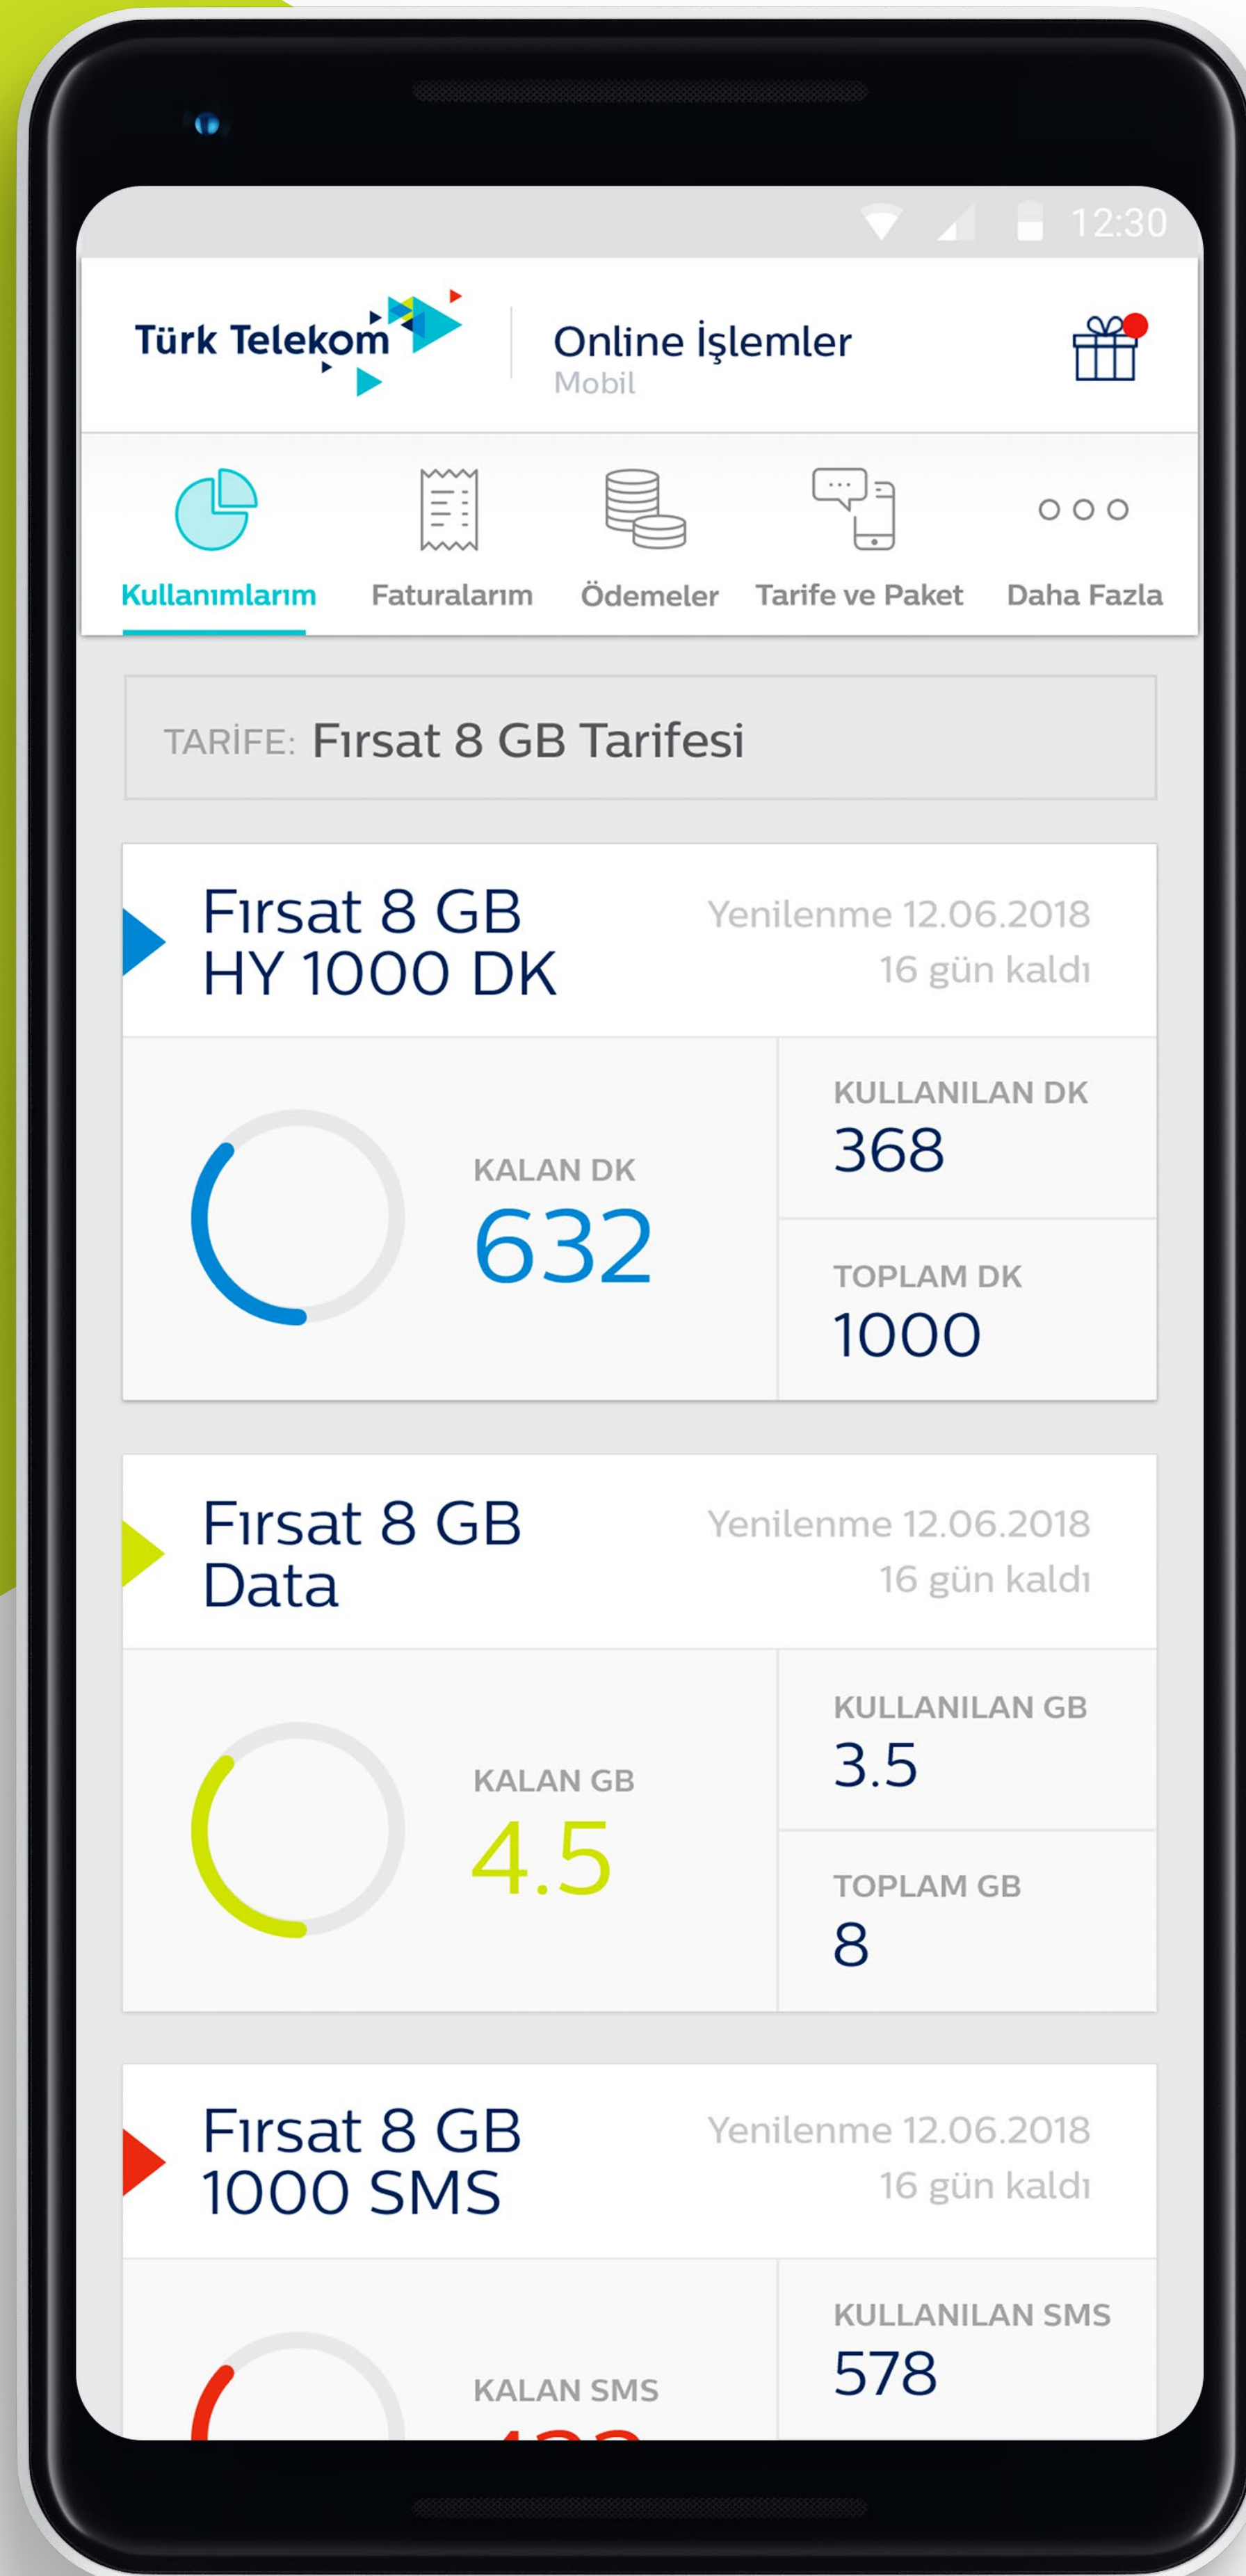 12:30
Türk Telekom
Online İşlemler
Mobil
Kullanımlarım Faturalarım Ödemeler Tarife ve Paket Daha Fazla
TARİFE: Fırsat 8 GB Tarifesi
Fırsat 8 GB
HY 1000 DK
Yenilenme 12.06.2018
16 gün kaldı
KALAN DK
632
KULLANILAN DK
368
TOPLAM DK
1000
Fırsat 8 GB
Data
Yenilenme 12.06.2018
16 gün kaldı
KALAN GB
4.5
KULLANILAN GB
3.5
TOPLAM GB
8
Fırsat 8 GB
1000 SMS
Yenilenme 12.06.2018
16 gün kaldı
KALAN SMS
KULLANILAN SMS
578